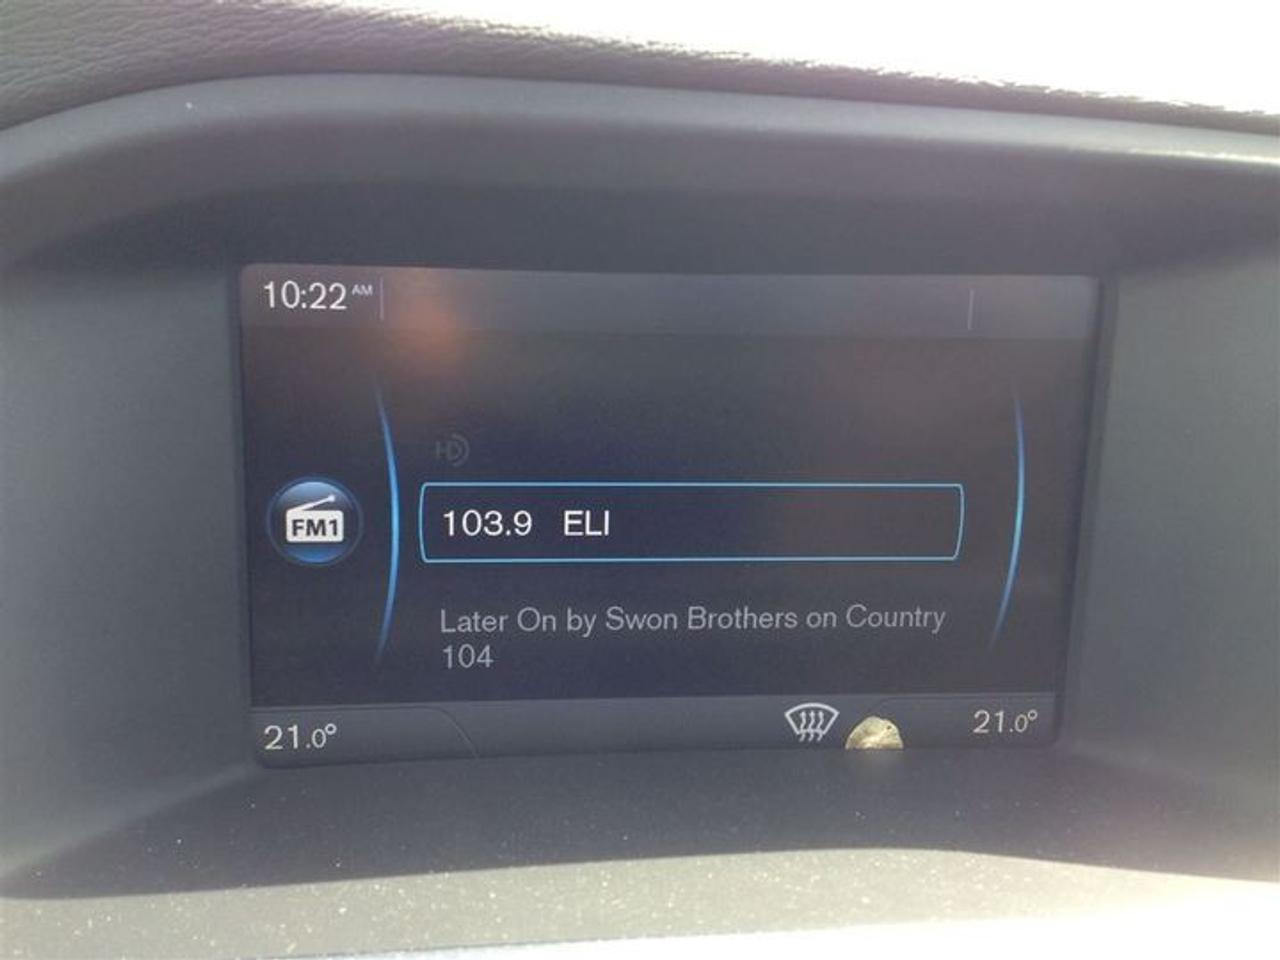 10:22 AM
HD
FM1
103.9 ELI
Later On by Swon Brothers on Country
104
21.0°
21.0°